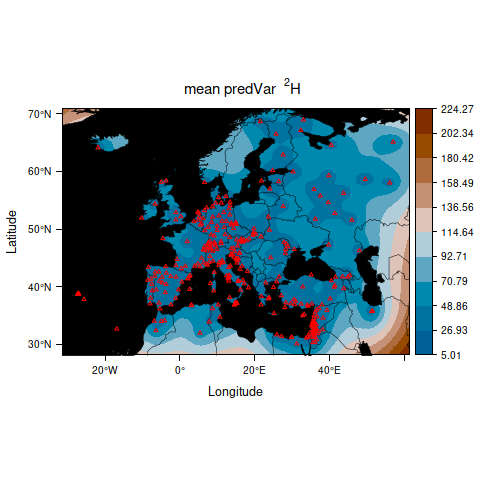 mean predVar ²H
70°N
60°N
50°N
40°N
30°N
Latitude
20°W 0° 20°E 40°E
Longitude
224.27
202.34
180.42
158.49
136.56
114.64
92.71
70.79
48.86
26.93
5.01